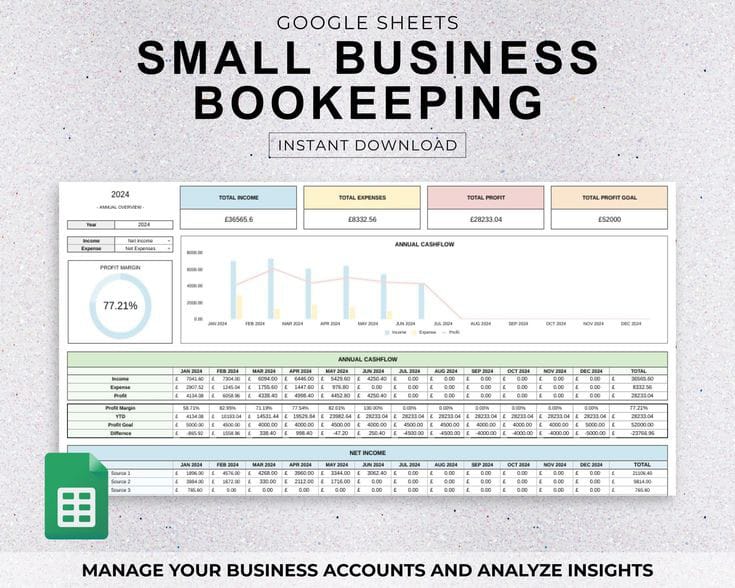 GOOGLE SHEETS
SMALL BUSINESS
BOOKEEPING
INSTANT DOWNLOAD
2024
- ANNUAL OVERVIEW -
Year 2024
Income Net Income
Expense Net Expenses
PROFIT MARGIN
77.21%
TOTAL INCOME TOTAL EXPENSES TOTAL PROFIT TOTAL PROFIT GOAL
£36565.6 £8332.56 £28233.04 £52000
ANNUAL CASHFLOW
8000.00
6000.00
4000.00
2000.00
0.00
JAN 2024 FEB 2024 MAR 2024 APR 2024 MAY 2024 JUN 2024 JUL 2024 AUG 2024 SEP 2024 OCT 2024 NOV 2024 DEC 2024
Income Expense Profit
ANNUAL CASHFLOW
JAN 2024 FEB 2024 MAR 2024 APR 2024 MAY 2024 JUN 2024 JUL 2024 AUG 2024 SEP 2024 OCT 2024 NOV 2024 DEC 2024 TOTAL
Income £ 7041.60 £ 7304.00 £ 6094.00 £ 6446.00 £ 5429.60 £ 4250.40 £ 0.00 £ 0.00 £ 0.00 £ 0.00 £ 0.00 £ 0.00 £ 36565.60
Expense £ 2907.52 £ 1245.04 £ 1755.60 £ 1447.60 £ 976.80 £ 0.00 £ 0.00 £ 0.00 £ 0.00 £ 0.00 £ 0.00 £ 0.00 £ 8332.56
Profit £ 4134.08 £ 6058.96 £ 4338.40 £ 4998.40 £ 4452.80 £ 4250.40 £ 0.00 £ 0.00 £ 0.00 £ 0.00 £ 0.00 £ 0.00 £ 28233.04
Profit Margin 58.71% 82.95% 71.19% 77.54% 82.01% 100.00% 0.00% 0.00% 0.00% 0.00% 0.00% 0.00% 77.21%
YTD £ 4134.08 £ 10193.04 £ 14531.44 £ 19529.84 £ 23982.64 £ 28233.04 £ 28233.04 £ 28233.04 £ 28233.04 £ 28233.04 £ 28233.04 £ 28233.04 £ 28233.04
Profit Goal £ 5000.00 £ 4500.00 £ 4000.00 £ 4000.00 £ 4500.00 £ 4000.00 £ 4500.00 £ 4500.00 £ 4000.00 £ 4000.00 £ 4000.00 £ 5000.00 £ 52000.00
Differnce £ -865.92 £ 1558.96 £ 338.40 £ 998.40 £ -47.20 £ 250.40 £ -4500.00 £ -4500.00 £ -4000.00 £ -4000.00 £ -4000.00 £ -5000.00 £ -23766.96
NET INCOME
JAN 2024 FEB 2024 MAR 2024 APR 2024 MAY 2024 JUN 2024 JUL 2024 AUG 2024 SEP 2024 OCT 2024 NOV 2024 DEC 2024 TOTAL
Source 1 £ 1896.00 £ 4576.00 £ 4268.00 £ 3960.00 £ 3344.00 £ 3062.40 £ 0.00 £ 0.00 £ 0.00 £ 0.00 £ 0.00 £ 0.00 £ 21106.40
Source 2 £ 3984.00 £ 1672.00 £ 330.00 £ 2112.00 £ 1716.00 £ 0.00 £ 0.00 £ 0.00 £ 0.00 £ 0.00 £ 0.00 £ 0.00 £ 9814.00
Source 3 £ 765.60 £ 0.00 £ 0.00 £ 0.00 £ 0.00 £ 0.00 £ 0.00 £ 0.00 £ 0.00 £ 0.00 £ 0.00 £ 0.00 £ 765.60
MANAGE YOUR BUSINESS ACCOUNTS AND ANALYZE INSIGHTS